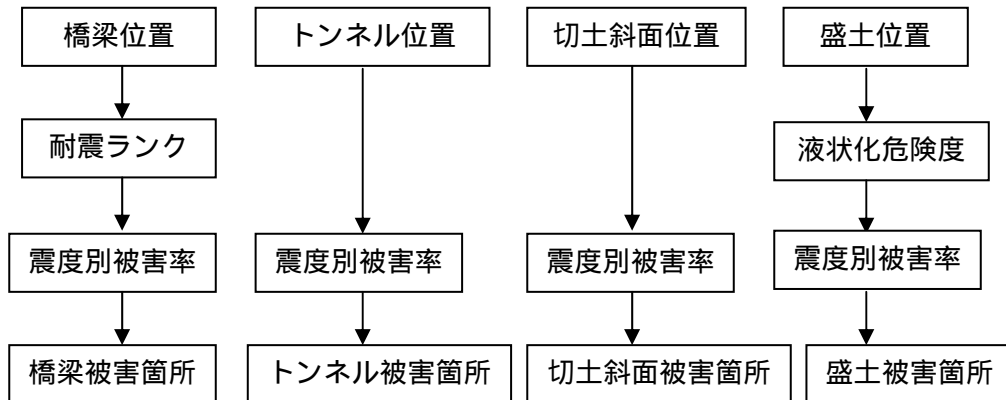 橋梁位置
トンネル位置
切土斜面位置
盛土位置
耐震ランク
液状化危険度
震度別被害率
震度別被害率
震度別被害率
震度別被害率
橋梁被害箇所
トンネル被害箇所
切土斜面被害箇所
盛土被害箇所